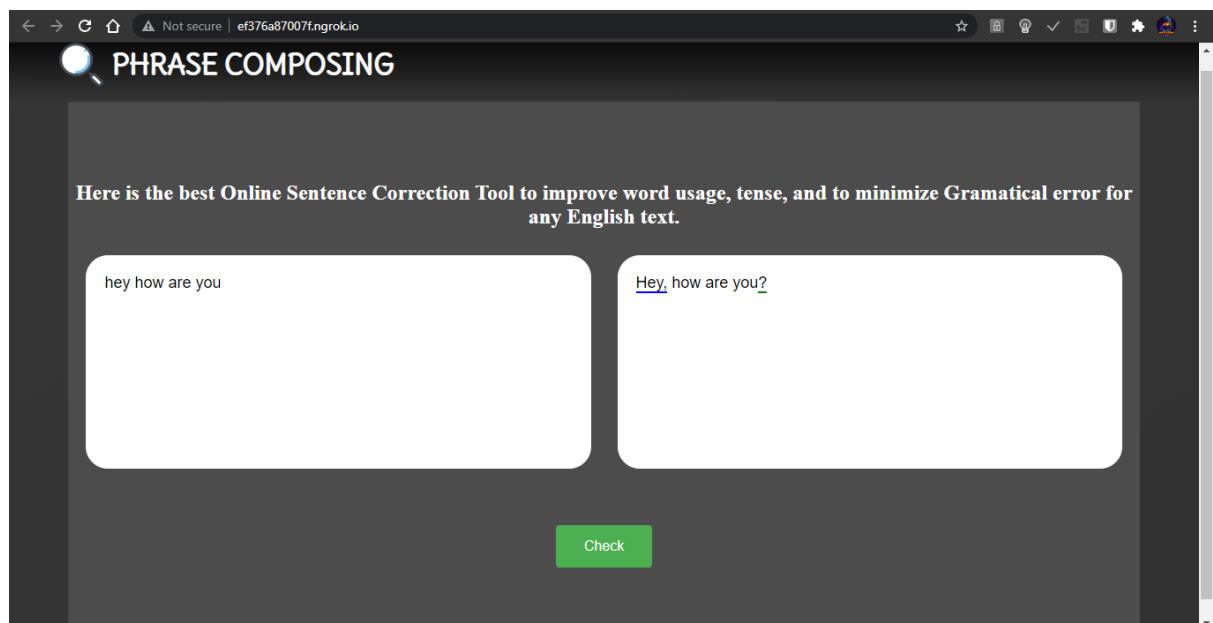 Not secure | ef376a87007f.ngrok.io
PHRASE COMPOSING
Here is the best Online Sentence Correction Tool to improve word usage, tense, and to minimize Gramatical error for
any English text.
hey how are you
Hey, how are you?
Check